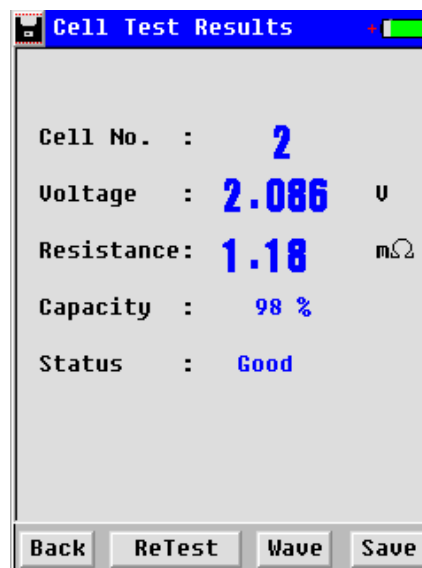 Cell Test Results
Cell No. : 2
Voltage : 2.086 V
Resistance: 1.18 mΩ
Capacity : 98 %
Status : Good
Back ReTest Wave Save